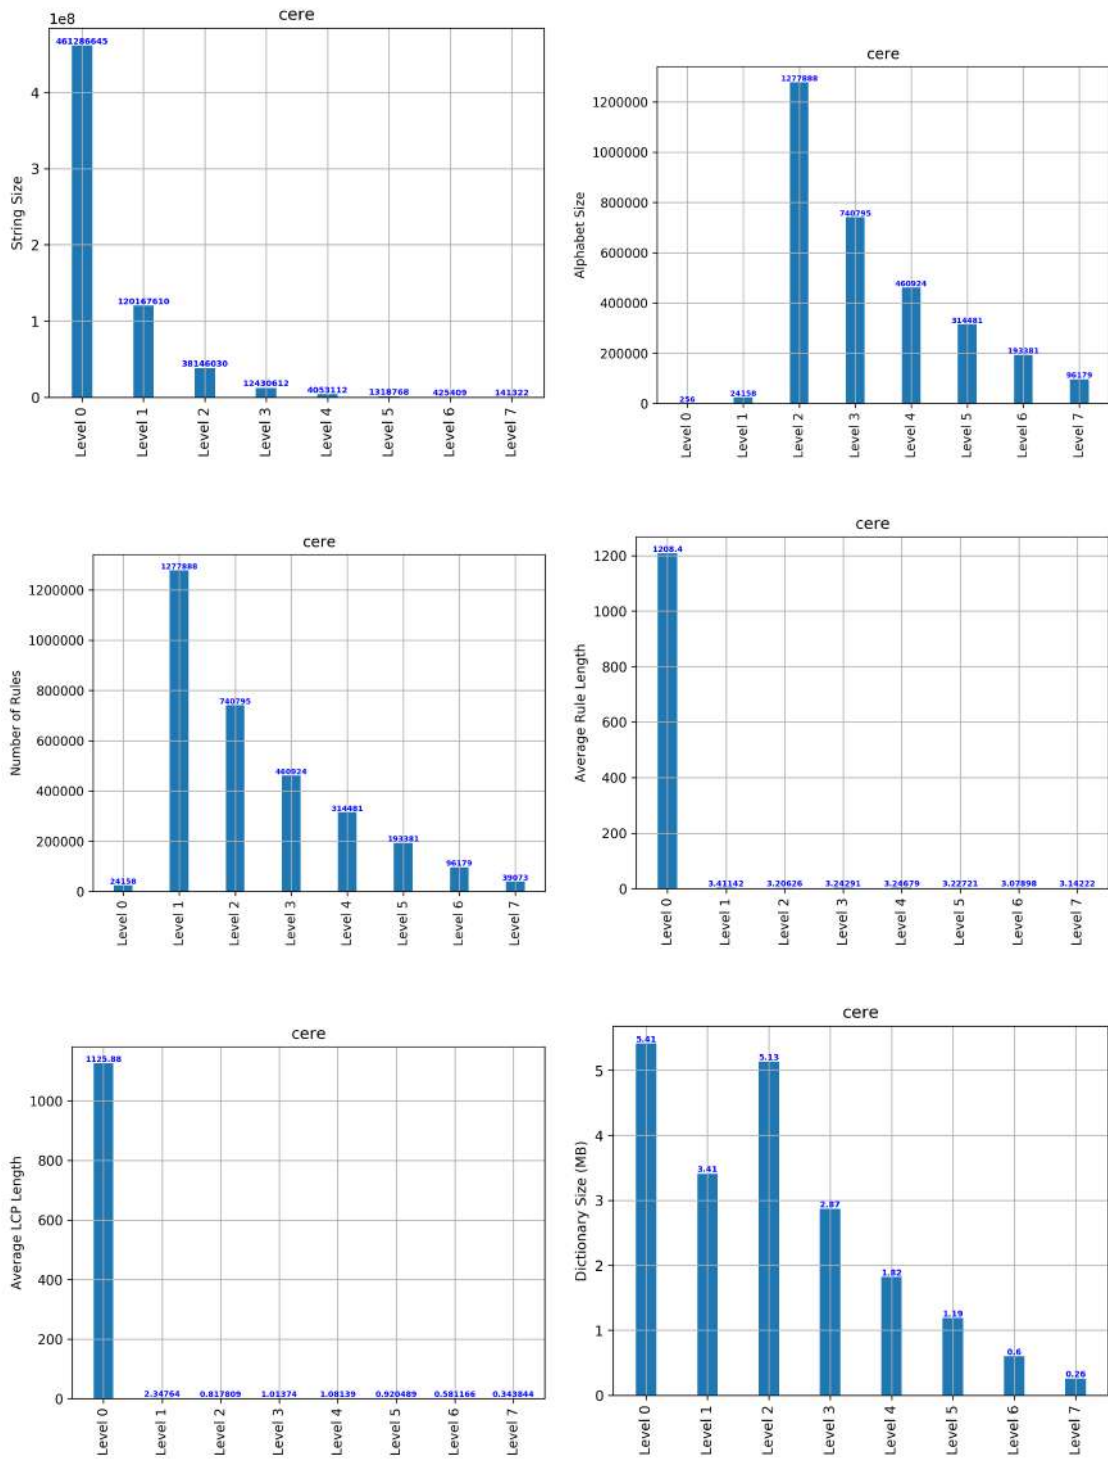 1e8
cere
461286645
4
3
String Size
2
120167610
1
38146030
12430612
4053112
1318768
425409
141322
0
Level 0
Level 1
Level 2
Level 3
Level 4
Level 5
Level 6
Level 7
cere
1277888
1200000
1000000
800000
740795
Alphabet Size
600000
460924
400000
314481
200000
193381
96179
24158
256
0
Level 0
Level 1
Level 2
Level 3
Level 4
Level 5
Level 6
Level 7
cere
1277888
1200000
1000000
800000
740795
Number of Rules
600000
460924
400000
314481
200000
193381
96179
39073
24158
0
Level 0
Level 1
Level 2
Level 3
Level 4
Level 5
Level 6
Level 7
cere
1208.4
1200
1000
800
Average Rule Length
600
400
200
3.41142
3.20626
3.24291
3.24679
3.22721
3.07898
3.14222
0
Level 0
Level 1
Level 2
Level 3
Level 4
Level 5
Level 6
Level 7
cere
1125.88
1000
800
Average LCP Length
600
400
200
2.34764
0.817809
1.01374
1.08139
0.920489
0.581166
0.343844
0
Level 0
Level 1
Level 2
Level 3
Level 4
Level 5
Level 6
Level 7
cere
5.41
5.13
5
4
3.41
Dictionary Size (MB)
3
2.87
2
1.82
1.19
1
0.6
0.26
0
Level 0
Level 1
Level 2
Level 3
Level 4
Level 5
Level 6
Level 7